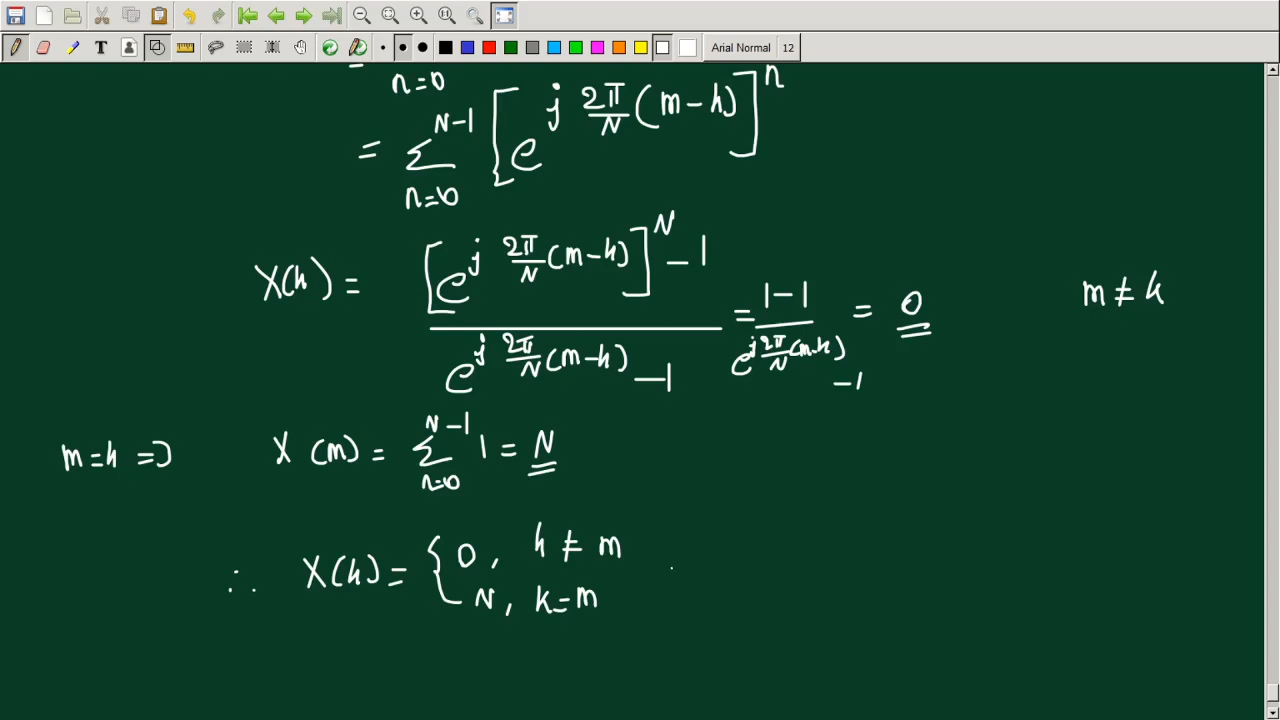 Arial Normal 12
n=0
= Σ_{n=0}^{N-1} [e^{j 2π/N (m-k)}]^n
X(k) = [e^{j 2π/N (m-k)}]^N - 1 / e^{j 2π/N (m-k)} - 1 = 1-1 / e^{j 2π/N (m-k)} - 1 = 0 m ≠ k
m=k => X(m) = Σ_{n=0}^{N-1} 1 = N
∴ X(k) = { 0, k ≠ m
N, k=m